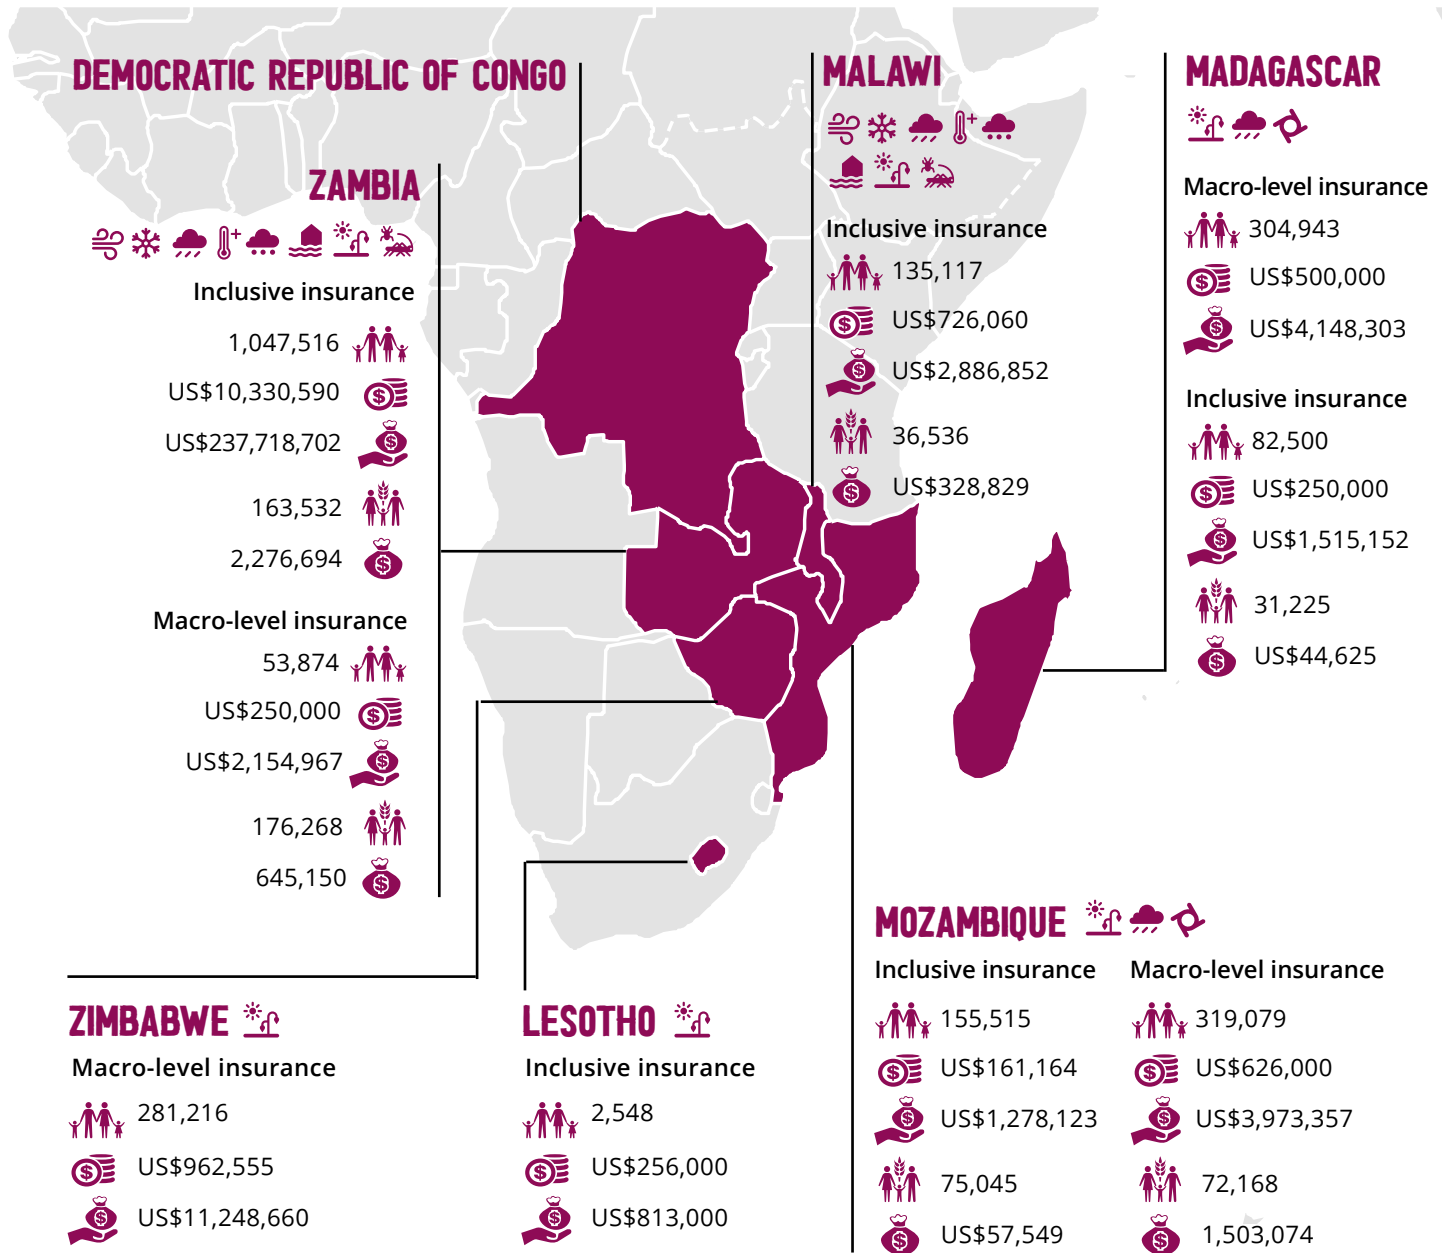 DEMOCRATIC REPUBLIC OF CONGO
ZAMBIA
Inclusive insurance
1,047,516
US$10,330,590
US$237,718,702
163,532
2,276,694
Macro-level insurance
53,874
US$250,000
US$2,154,967
176,268
645,150
MALAWI
Inclusive insurance
135,117
US$726,060
US$2,886,852
36,536
US$328,829
MADAGASCAR
Macro-level insurance
304,943
US$500,000
US$4,148,303
Inclusive insurance
82,500
US$250,000
US$1,515,152
31,225
US$44,625
ZIMBABWE
Macro-level insurance
281,216
US$962,555
US$11,248,660
LESOTHO
Inclusive insurance
2,548
US$256,000
US$813,000
MOZAMBIQUE
Inclusive insurance
155,515
US$161,164
US$1,278,123
75,045
US$57,549
Macro-level insurance
319,079
US$626,000
US$3,973,357
72,168
1,503,074